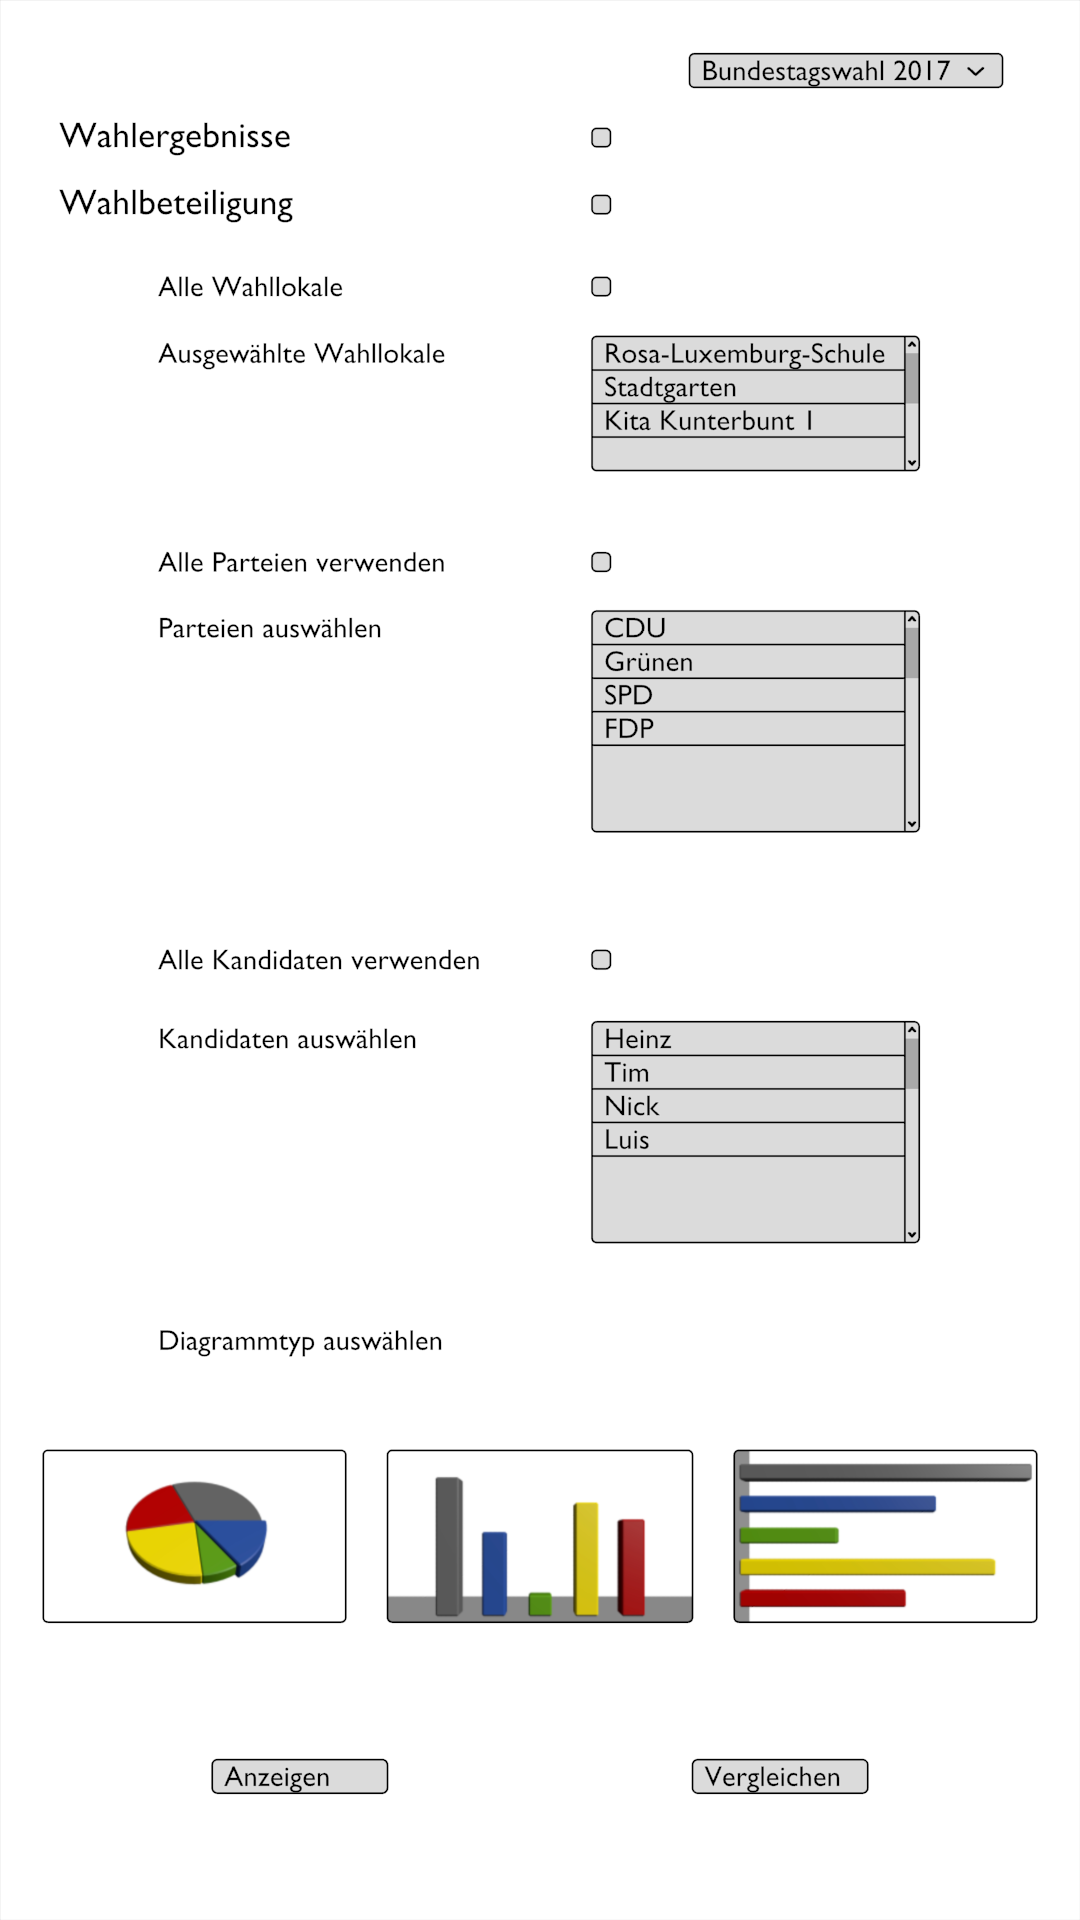 Bundestagswahl 2017
Wahlergebnisse
Wahlbeteiligung
Alle Wahllokale
Ausgewählte Wahllokale
Rosa-Luxemburg-Schule
Stadtgarten
Kita Kunterbunt 1
Alle Parteien verwenden
Parteien auswählen
CDU
Grünen
SPD
FDP
Alle Kandidaten verwenden
Kandidaten auswählen
Heinz
Tim
Nick
Luis
Diagrammtyp auswählen
Anzeigen
Vergleichen